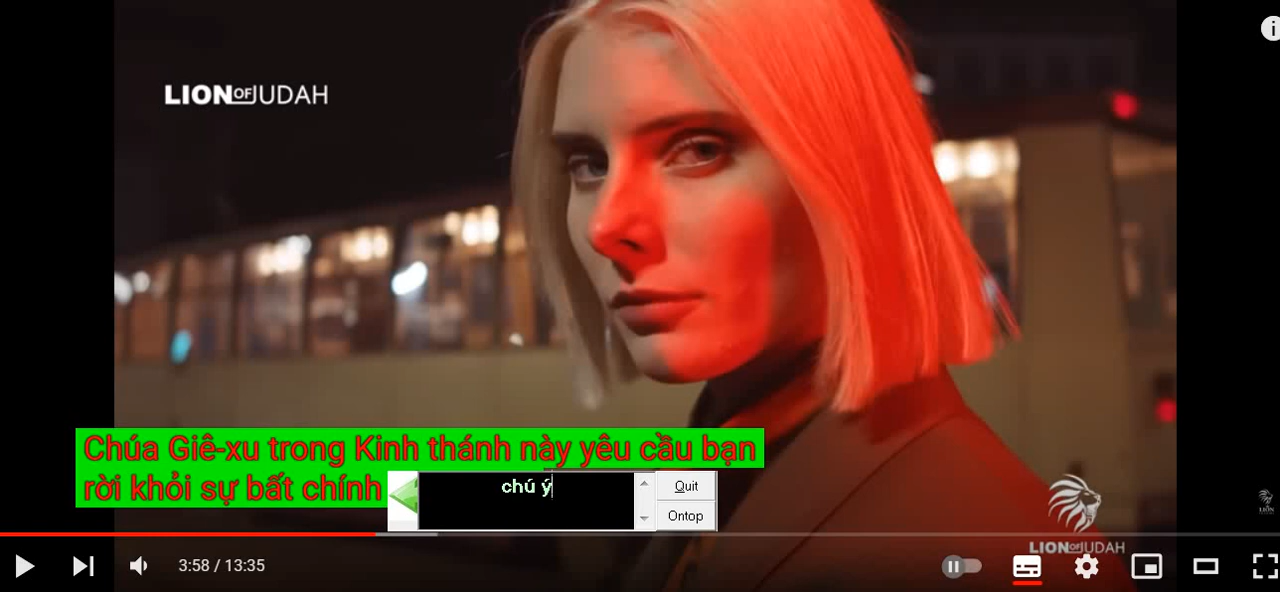 LION OF JUDAH
Chúa Giê-xu trong Kinh thánh này yêu cầu bạn
rời khỏi sự bất chính
chú ý
Quit
Ontop
LION OF JUDAH
3:58 / 13:35